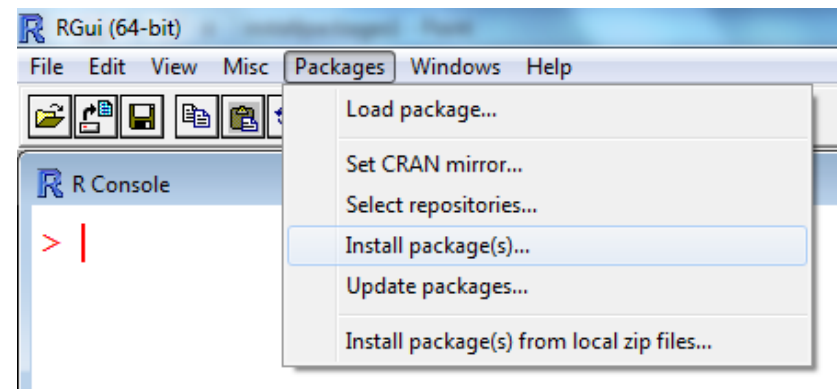 RGui (64-bit)
File Edit View Misc Packages Windows Help
Load package...
Set CRAN mirror...
Select repositories...
Install package(s)...
Update packages...
Install package(s) from local zip files...
R R Console
>